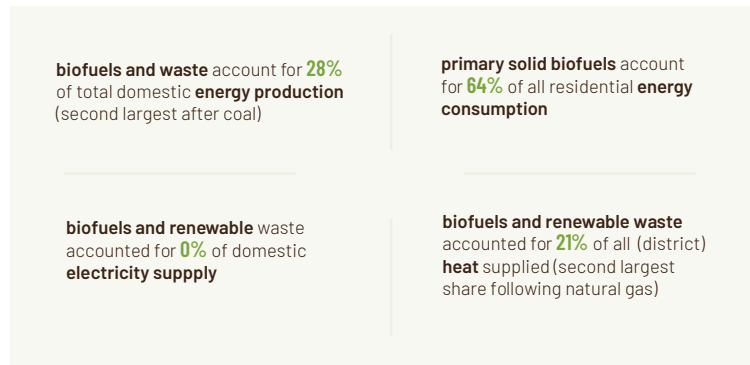 biofuels and waste account for 28%
of total domestic energy production
(second largest after coal)
primary solid biofuels account
for 64% of all residential energy
consumption
biofuels and renewable waste
accounted for 0% of domestic
electricity suppply
biofuels and renewable waste
accounted for 21% of all (district)
heat supplied (second largest
share following natural gas)